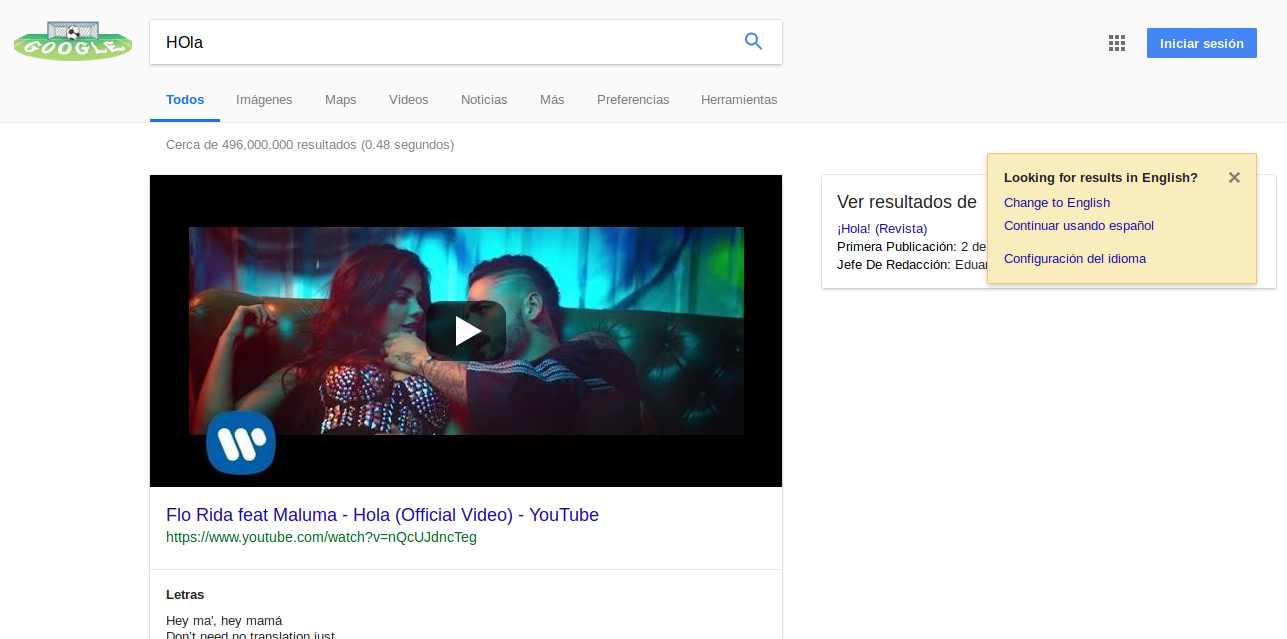 GOOGLE
HOla
Iniciar sesión
Todos Imágenes Maps Videos Noticias Más Preferencias Herramientas
Cerca de 496,000,000 resultados (0.48 segundos)
Looking for results in English?
Change to English
Continuar usando español
Configuración del idioma
Ver resultados de
¡Hola! (Revista)
Primera Publicación: 2 de
Jefe De Redacción:
Flo Rida feat Maluma - Hola (Official Video) - YouTube
https://www.youtube.com/watch?v=nQcUJdncTeg
Letras
Hey ma', hey mamá
Don't need no translation just